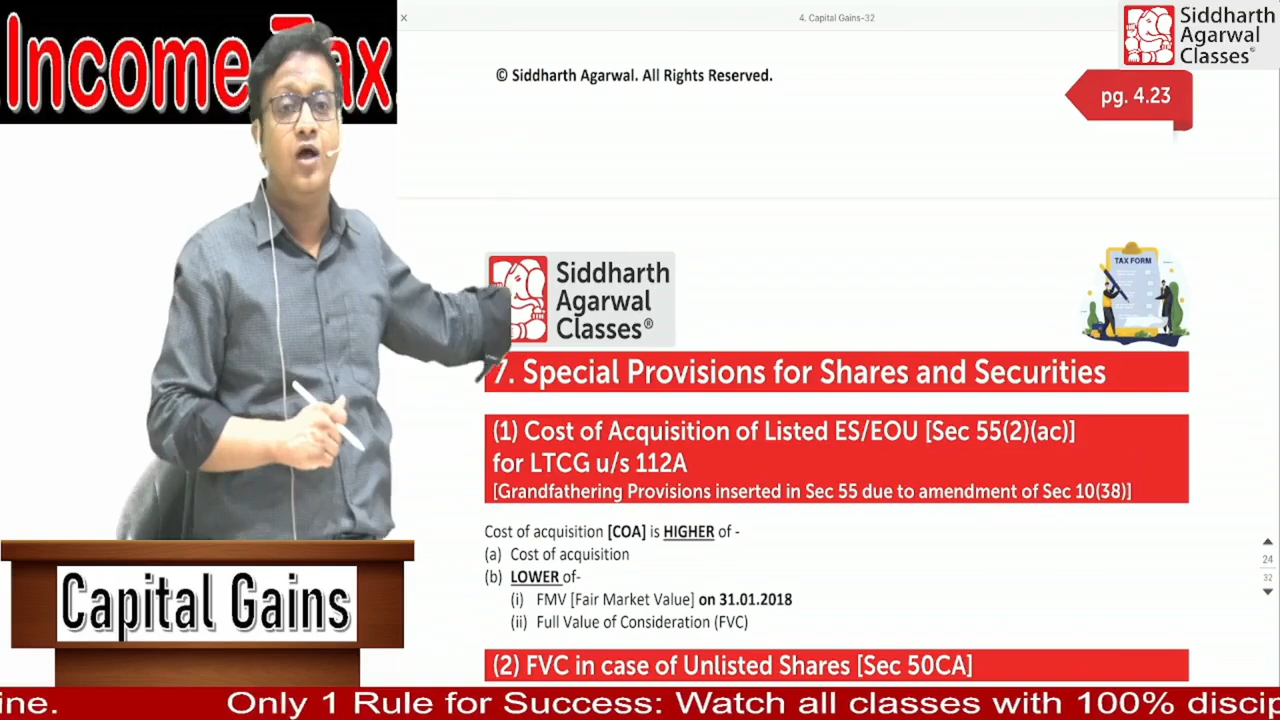 Income Tax
4. Capital Gains-32
Siddharth
Agarwal
Classes®
© Siddharth Agarwal. All Rights Reserved.
pg. 4.23
Siddharth
Agarwal
Classes®
TAX FORM
7. Special Provisions for Shares and Securities
(1) Cost of Acquisition of Listed ES/EOU [Sec 55(2)(ac)]
for LTCG u/s 112A
[Grandfathering Provisions inserted in Sec 55 due to amendment of Sec 10(38)]
Cost of acquisition [COA] is HIGHER of -
(a) Cost of acquisition
(b) LOWER of-
(i) FMV [Fair Market Value] on 31.01.2018
(ii) Full Value of Consideration (FVC)
24
32
(2) FVC in case of Unlisted Shares [Sec 50CA]
Capital Gains
ine. Only 1 Rule for Success: Watch all classes with 100% discip